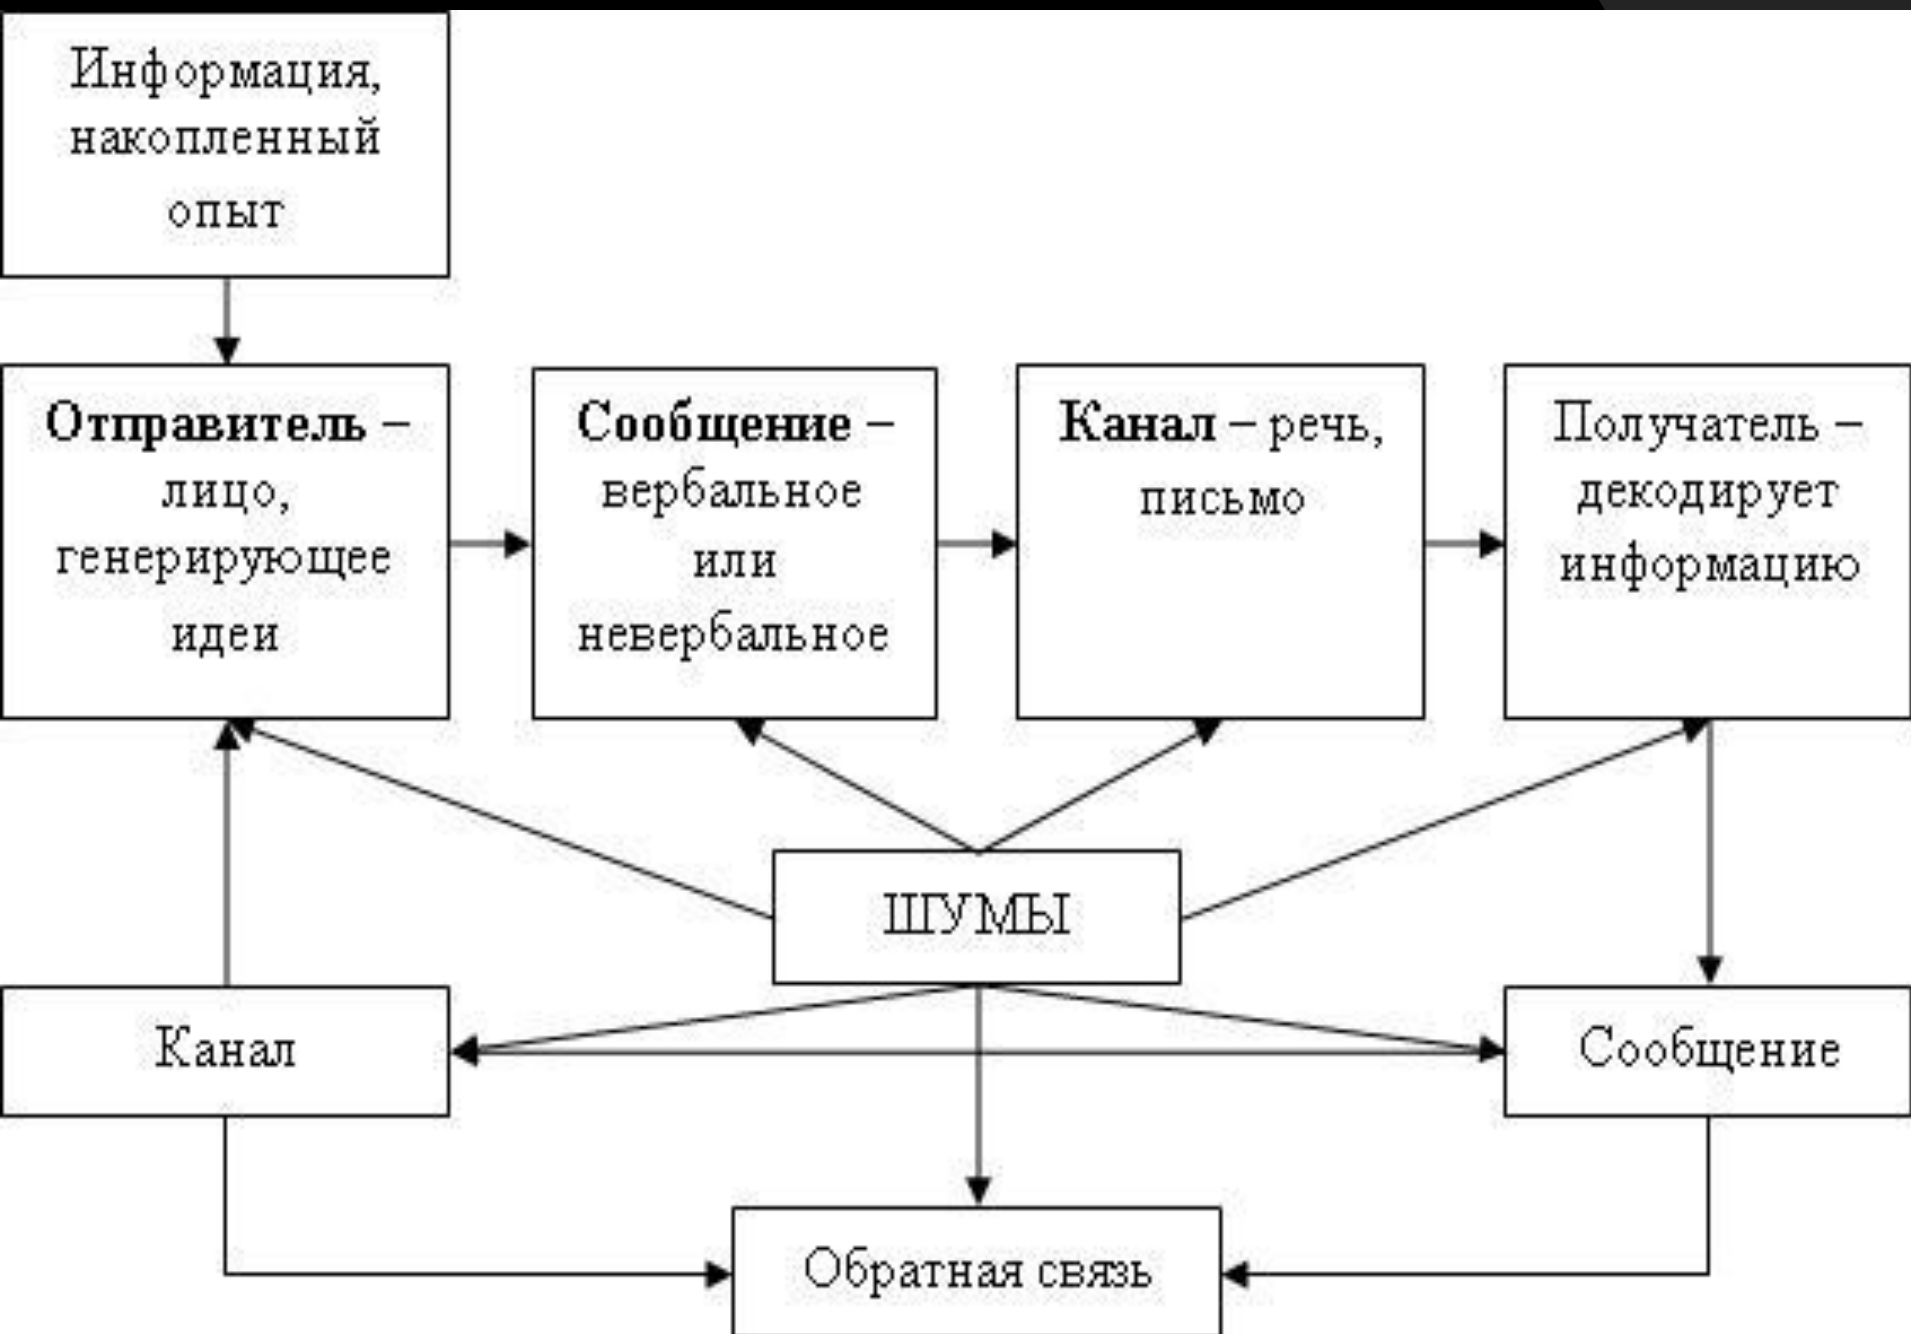 Информация,
накопленный
опыт
Отправитель –
лицо,
генерирующее
идеи
Сообщение –
вербальное
или
невербальное
Канал – речь,
письмо
Получатель –
декодирует
информацию
ШУМЫ
Канал
Сообщение
Обратная связь